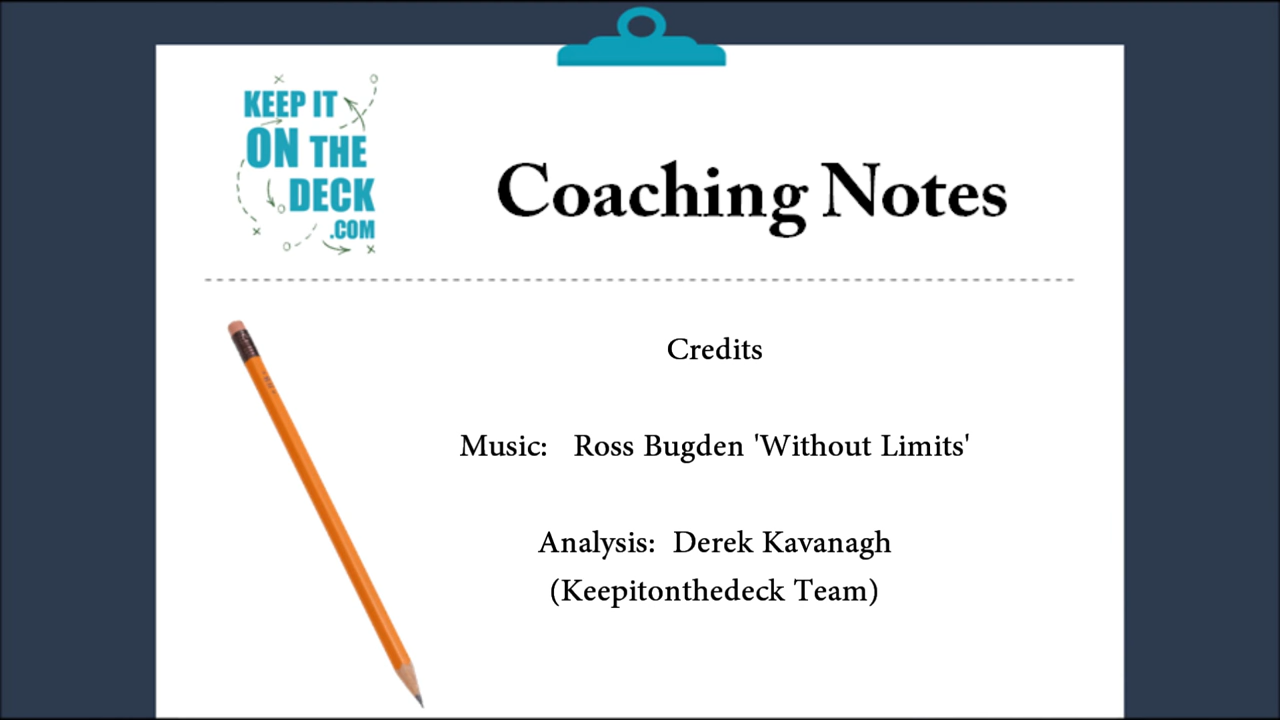 KEEP IT
ON THE
DECK
.COM
Coaching Notes
Credits
Music: Ross Bugden 'Without Limits'
Analysis: Derek Kavanagh
(Keepitonthedeck Team)